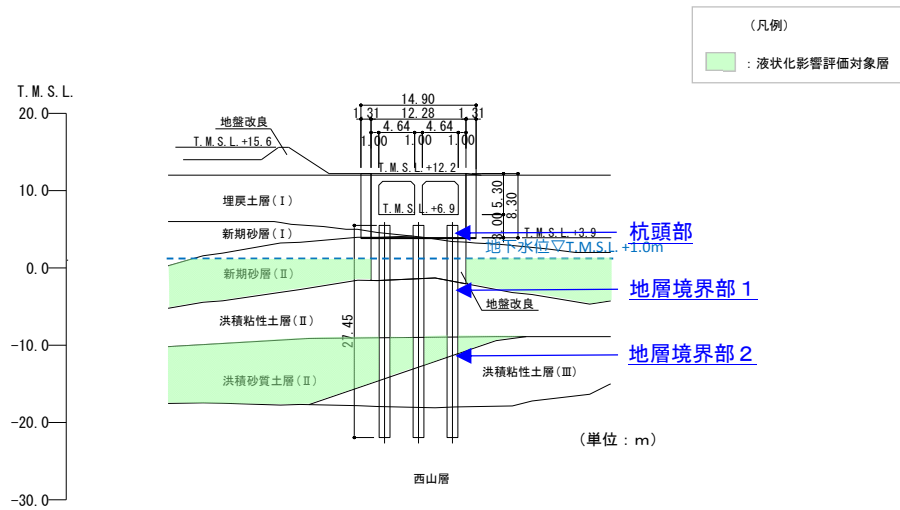 (凡例)
：液状化影響評価対象層
T.M.S.L.
20.0
10.0
0.0
-10.0
-20.0
-30.0
14.90
1.31
12.28
1.31
4.64
4.64
1.00
1.00
1.00
地盤改良
T.M.S.L.+15.6
T.M.S.L.+12.2
埋戻土層(Ⅰ)
T.M.S.L.+6.9
5.30
3.00
8.30
新期砂層(Ⅰ)
T.M.S.L.+3.9
杭頭部
地下水位▽T.M.S.L. +1.0m
新期砂層(Ⅱ)
地層境界部１
地盤改良
洪積粘性土層(Ⅱ)
27.45
地層境界部２
洪積砂質土層(Ⅱ)
洪積粘性土層(Ⅲ)
(単位：m)
西山層